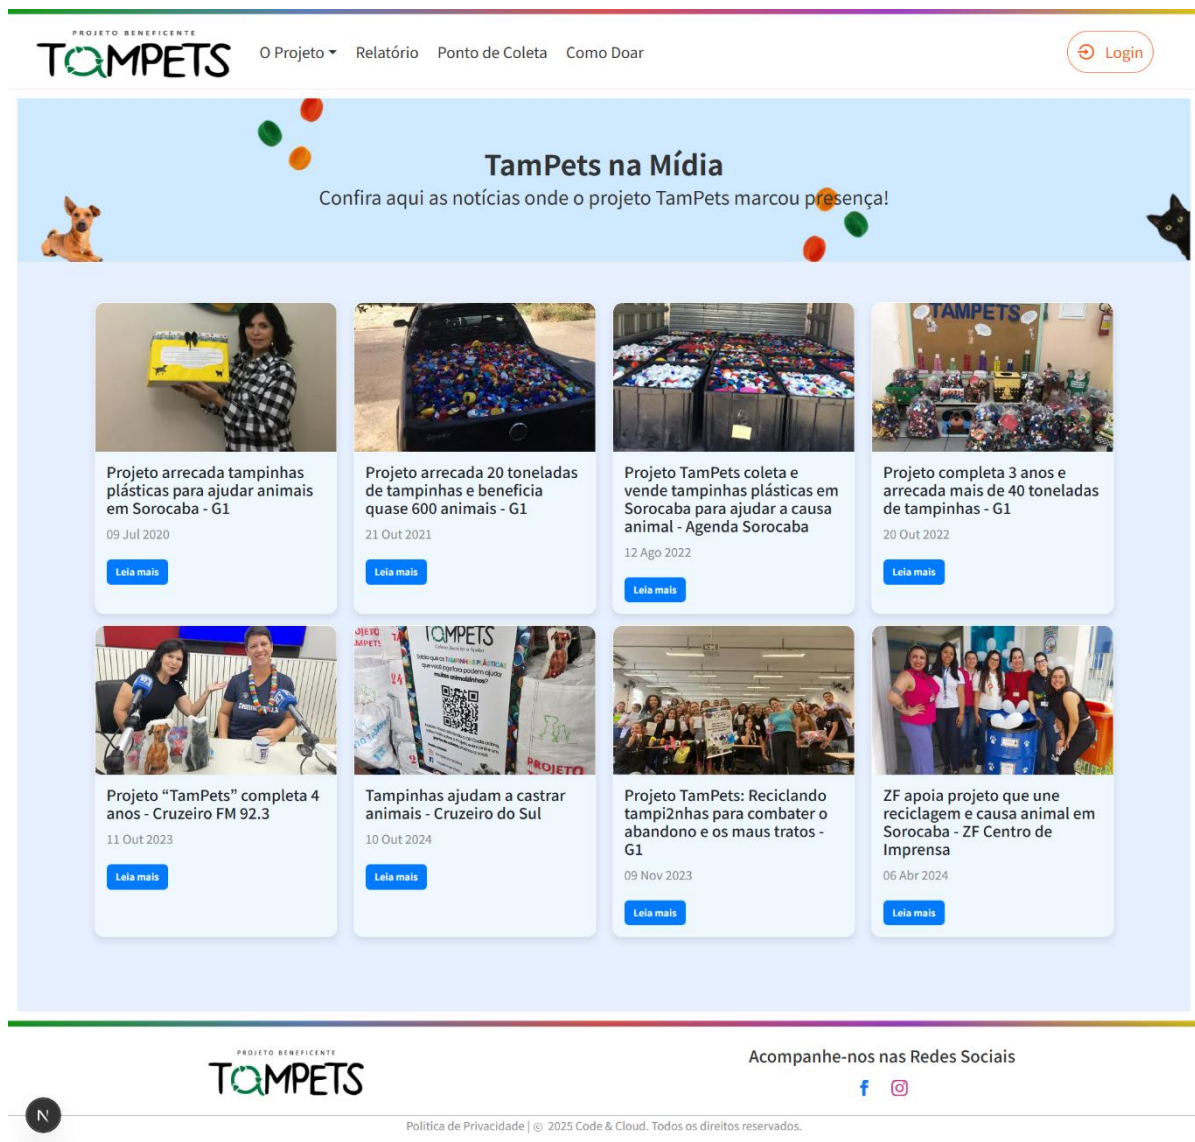 PROJETO BENEFICENTE
TAMPETS
O Projeto
Relatório
Ponto de Coleta
Como Doar
Login
TamPets na Mídia
Confira aqui as notícias onde o projeto TamPets marcou presença!
TAMPETS
Projeto arrecada tampinhas
plásticas para ajudar animais
em Sorocaba - G1
09 Jul 2020
Leia mais
Projeto arrecada 20 toneladas
de tampinhas e beneficia
quase 600 animais - G1
21 Out 2021
Leia mais
Projeto TamPets coleta e
vende tampinhas plásticas em
Sorocaba para ajudar a causa
animal - Agenda Sorocaba
12 Ago 2022
Leia mais
Projeto completa 3 anos e
arrecada mais de 40 toneladas
de tampinhas - G1
20 Out 2022
Leia mais
TAMPETS
TAMPINHAS PLÁSTICAS
muitos animaizinhos?
PROJETO
Projeto “TamPets” completa 4
anos - Cruzeiro FM 92.3
11 Out 2023
Leia mais
Tampinhas ajudam a castrar
animais - Cruzeiro do Sul
10 Out 2024
Leia mais
Projeto TamPets: Reciclando
tampi2nhas para combater o
abandono e os maus tratos -
G1
09 Nov 2023
Leia mais
ZF apoia projeto que une
reciclagem e causa animal em
Sorocaba - ZF Centro de
Imprensa
06 Abr 2024
Leia mais
PROJETO BENEFICENTE
TAMPETS
Acompanhe-nos nas Redes Sociais
N
Politica de Privacidade | © 2025 Code & Cloud. Todos os direitos reservados.